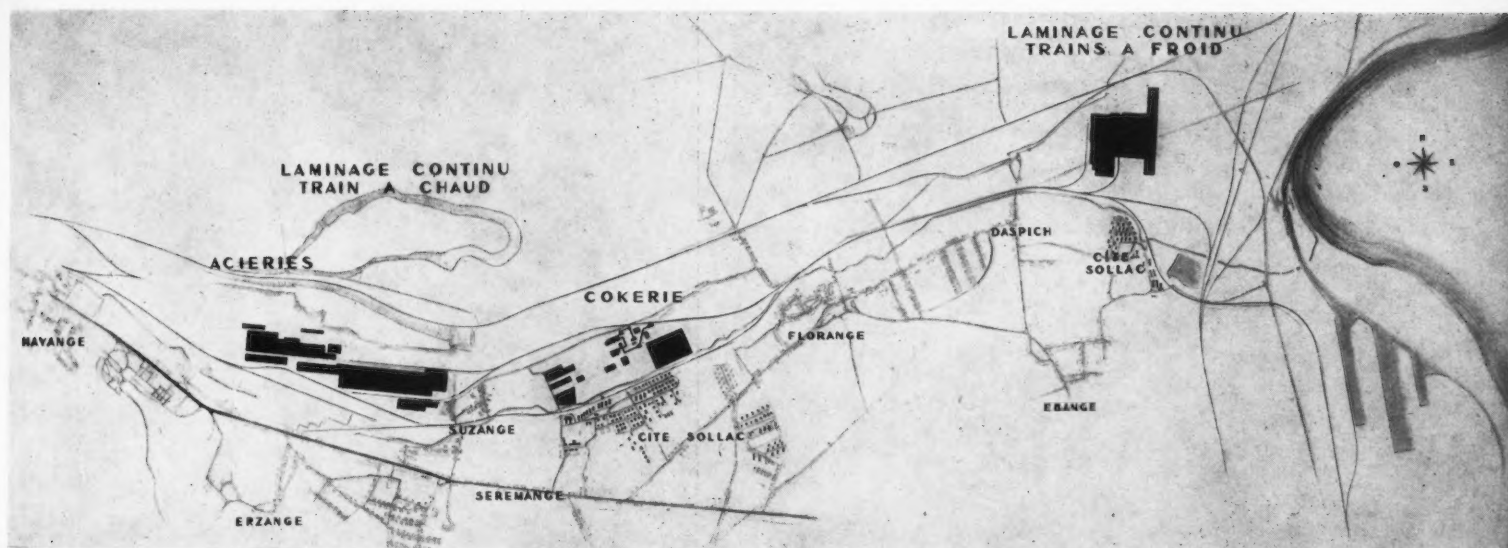 LAMINAGE CONTINU
TRAINS A FROID
LAMINAGE CONTINU
TRAIN A CHAUD
ACIERIES
COKERIE
HAYANGE
DASPICH
CITE
SOLLAC
FLORANGE
EBANGE
SUZANGE
CITE SOLLAC
SEREMANGE
ERZANGE
N
O
E
S